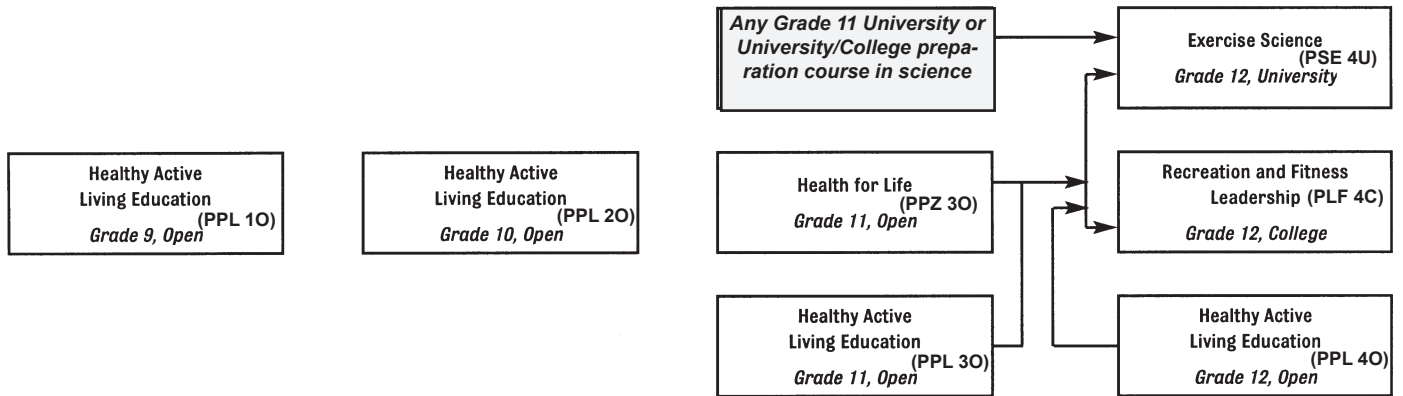 Any Grade 11 University or
University/College prepa-
ration course in science
Exercise Science
(PSE 4U)
Grade 12, University
Healthy Active
Living Education
(PPL 1O)
Grade 9, Open
Healthy Active
Living Education
(PPL 2O)
Grade 10, Open
Health for Life
(PPZ 3O)
Grade 11, Open
Recreation and Fitness
Leadership (PLF 4C)
Grade 12, College
Healthy Active
Living Education
(PPL 3O)
Grade 11, Open
Healthy Active
Living Education
(PPL 4O)
Grade 12, Open